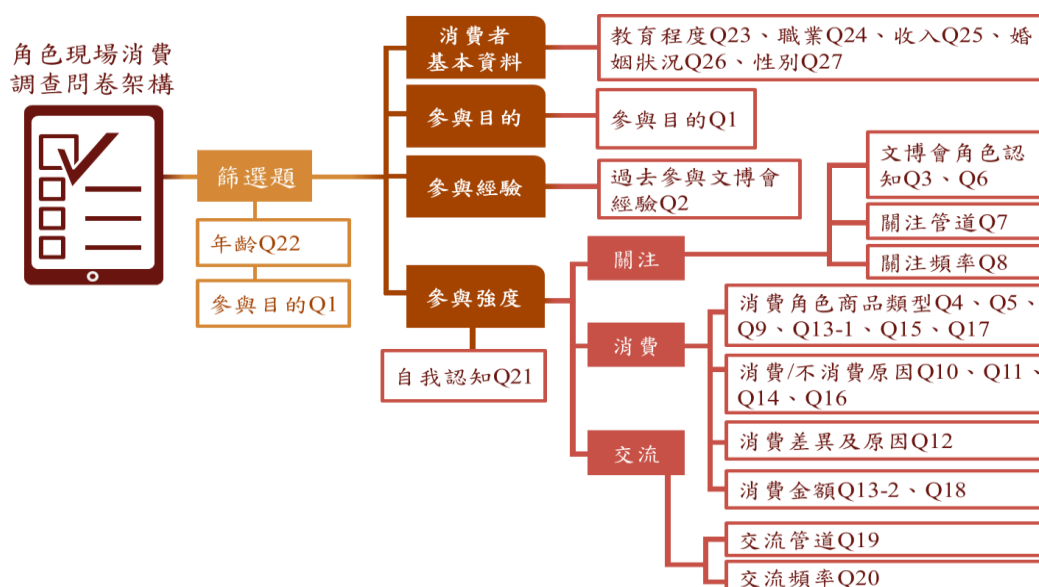 角色現場消費
調查問卷架構
篩選題
年齡Q22
參與目的Q1
消費者
基本資料
教育程度Q23、職業Q24、收入Q25、婚
姻狀況Q26、性別Q27
參與目的
參與目的Q1
參與經驗
過去參與文博會
經驗Q2
參與強度
自我認知Q21
關注
文博會角色認
知Q3、Q6
關注管道Q7
關注頻率Q8
消費
消費角色商品類型Q4、Q5、
Q9、Q13-1、Q15、Q17
消費/不消費原因Q10、Q11、
Q14、Q16
消費差異及原因Q12
消費金額Q13-2、Q18
交流
交流管道Q19
交流頻率Q20